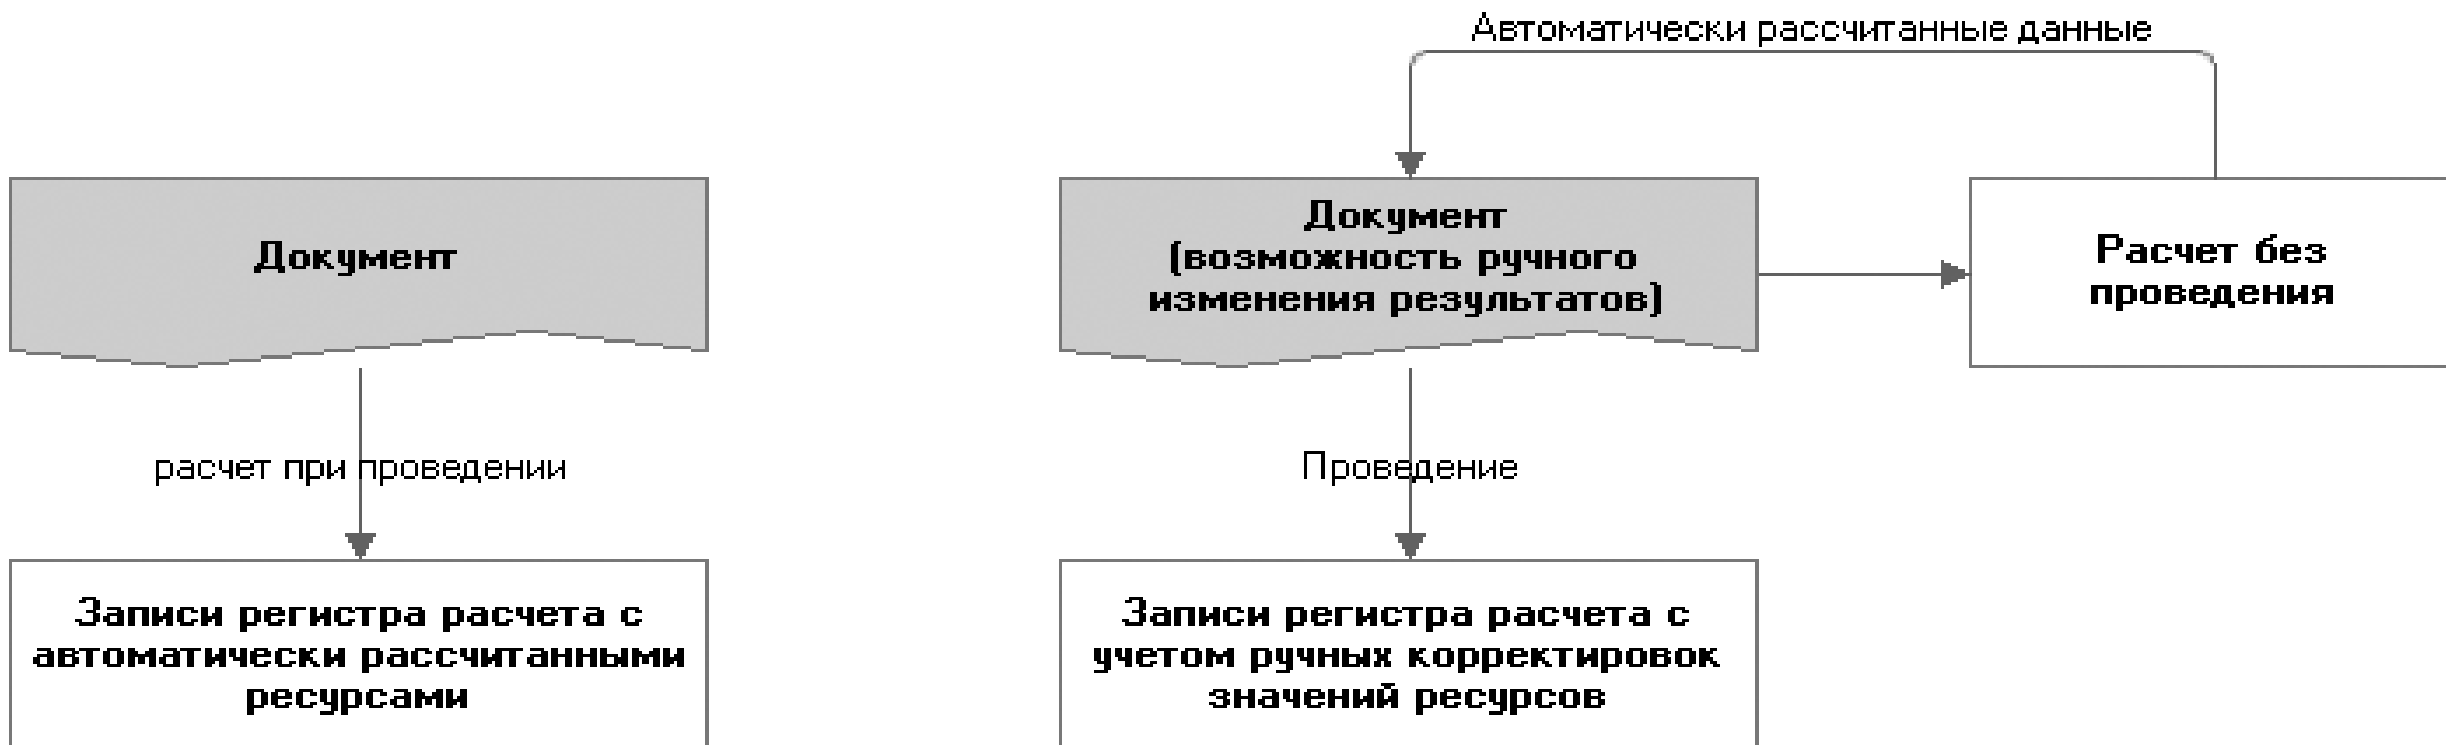 Автоматически рассчитанные данные
Документ
Документ
(возможность ручного
изменения результатов)
Расчет без
проведения
расчет при проведении
Проведение
Записи регистра расчета с
автоматически рассчитанными
ресурсами
Записи регистра расчета с
учетом ручных корректировок
значений ресурсов